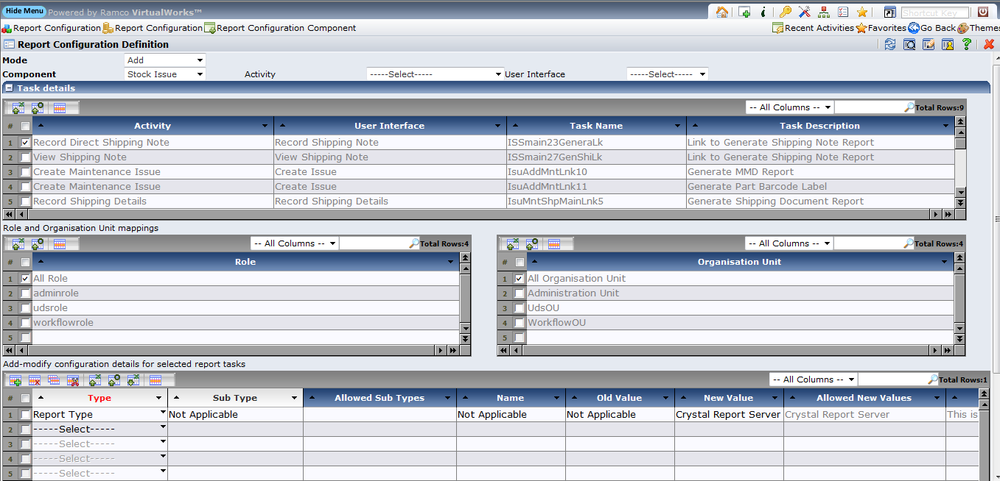 Hide Menu Powered by Ramco VirtualWorks™ Shortcut Key
Report Configuration Report Configuration Report Configuration Component Recent Activities Favorites Go Back Themes
Report Configuration Definition
Mode Add
Component Stock Issue Activity -----Select----- User Interface -----Select-----
Task details
-- All Columns -- Total Rows:9
# Activity User Interface Task Name Task Description
1 Record Direct Shipping Note Record Shipping Note ISSmain23GeneraLk Link to Generate Shipping Note Report
2 View Shipping Note View Shipping Note ISSmain27GenShiLk Link to Generate Shipping Note Report
3 Create Maintenance Issue Create Issue IsuAddMntLnk10 Generate MMD Report
4 Create Maintenance Issue Create Issue IsuAddMntLnk11 Generate Part Barcode Label
5 Record Shipping Details Record Shipping Details IsuMntShpMainLnk5 Generate Shipping Document Report
Role and Organisation Unit mappings
-- All Columns -- Total Rows:4 -- All Columns -- Total Rows:4
# Role # Organisation Unit
1 All Role 1 All Organisation Unit
2 adminrole 2 Administration Unit
3 udsrole 3 UdsOU
4 workflowrole 4 WorkflowOU
5 5
Add-modify configuration details for selected report tasks
-- All Columns -- Total Rows:1
# Type Sub Type Allowed Sub Types Name Old Value New Value Allowed New Values
1 Report Type Not Applicable Not Applicable Not Applicable Crystal Report Server Crystal Report Server This is
2 -----Select-----
3 -----Select-----
4 -----Select-----
5 -----Select-----